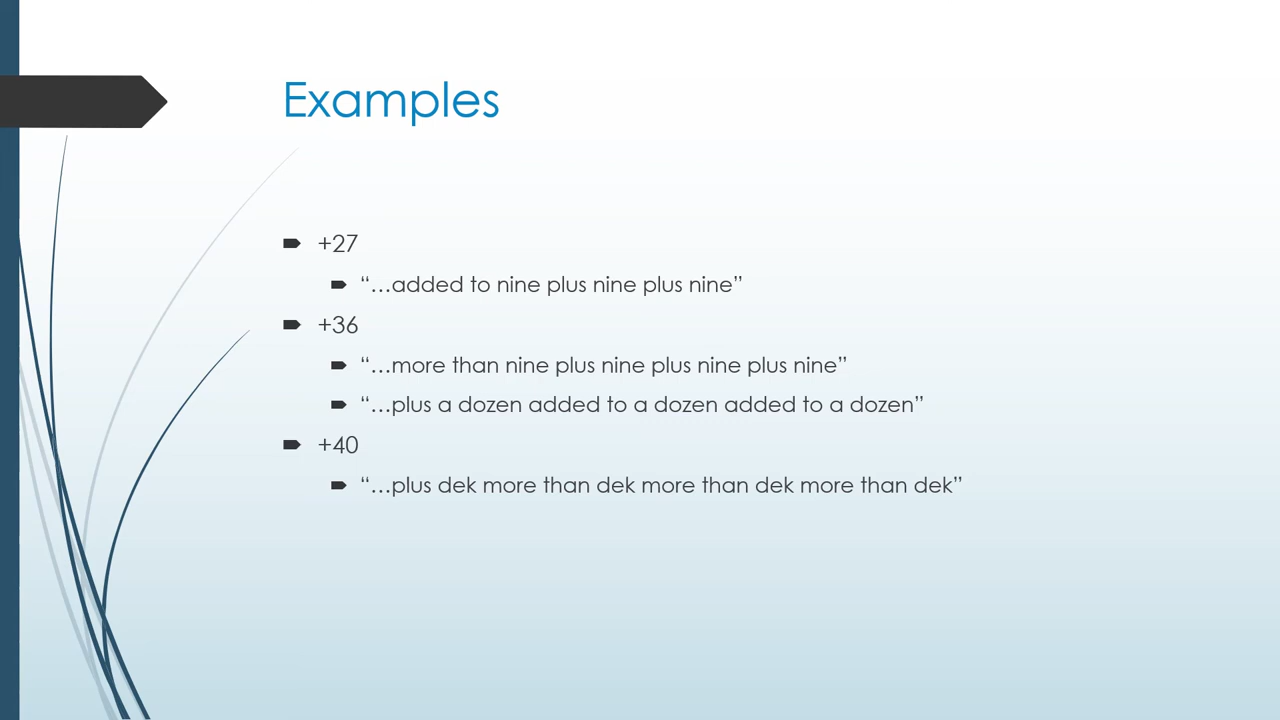 Examples
+27
“…added to nine plus nine plus nine”
+36
“…more than nine plus nine plus nine plus nine”
“…plus a dozen added to a dozen added to a dozen”
+40
“…plus dek more than dek more than dek more than dek”